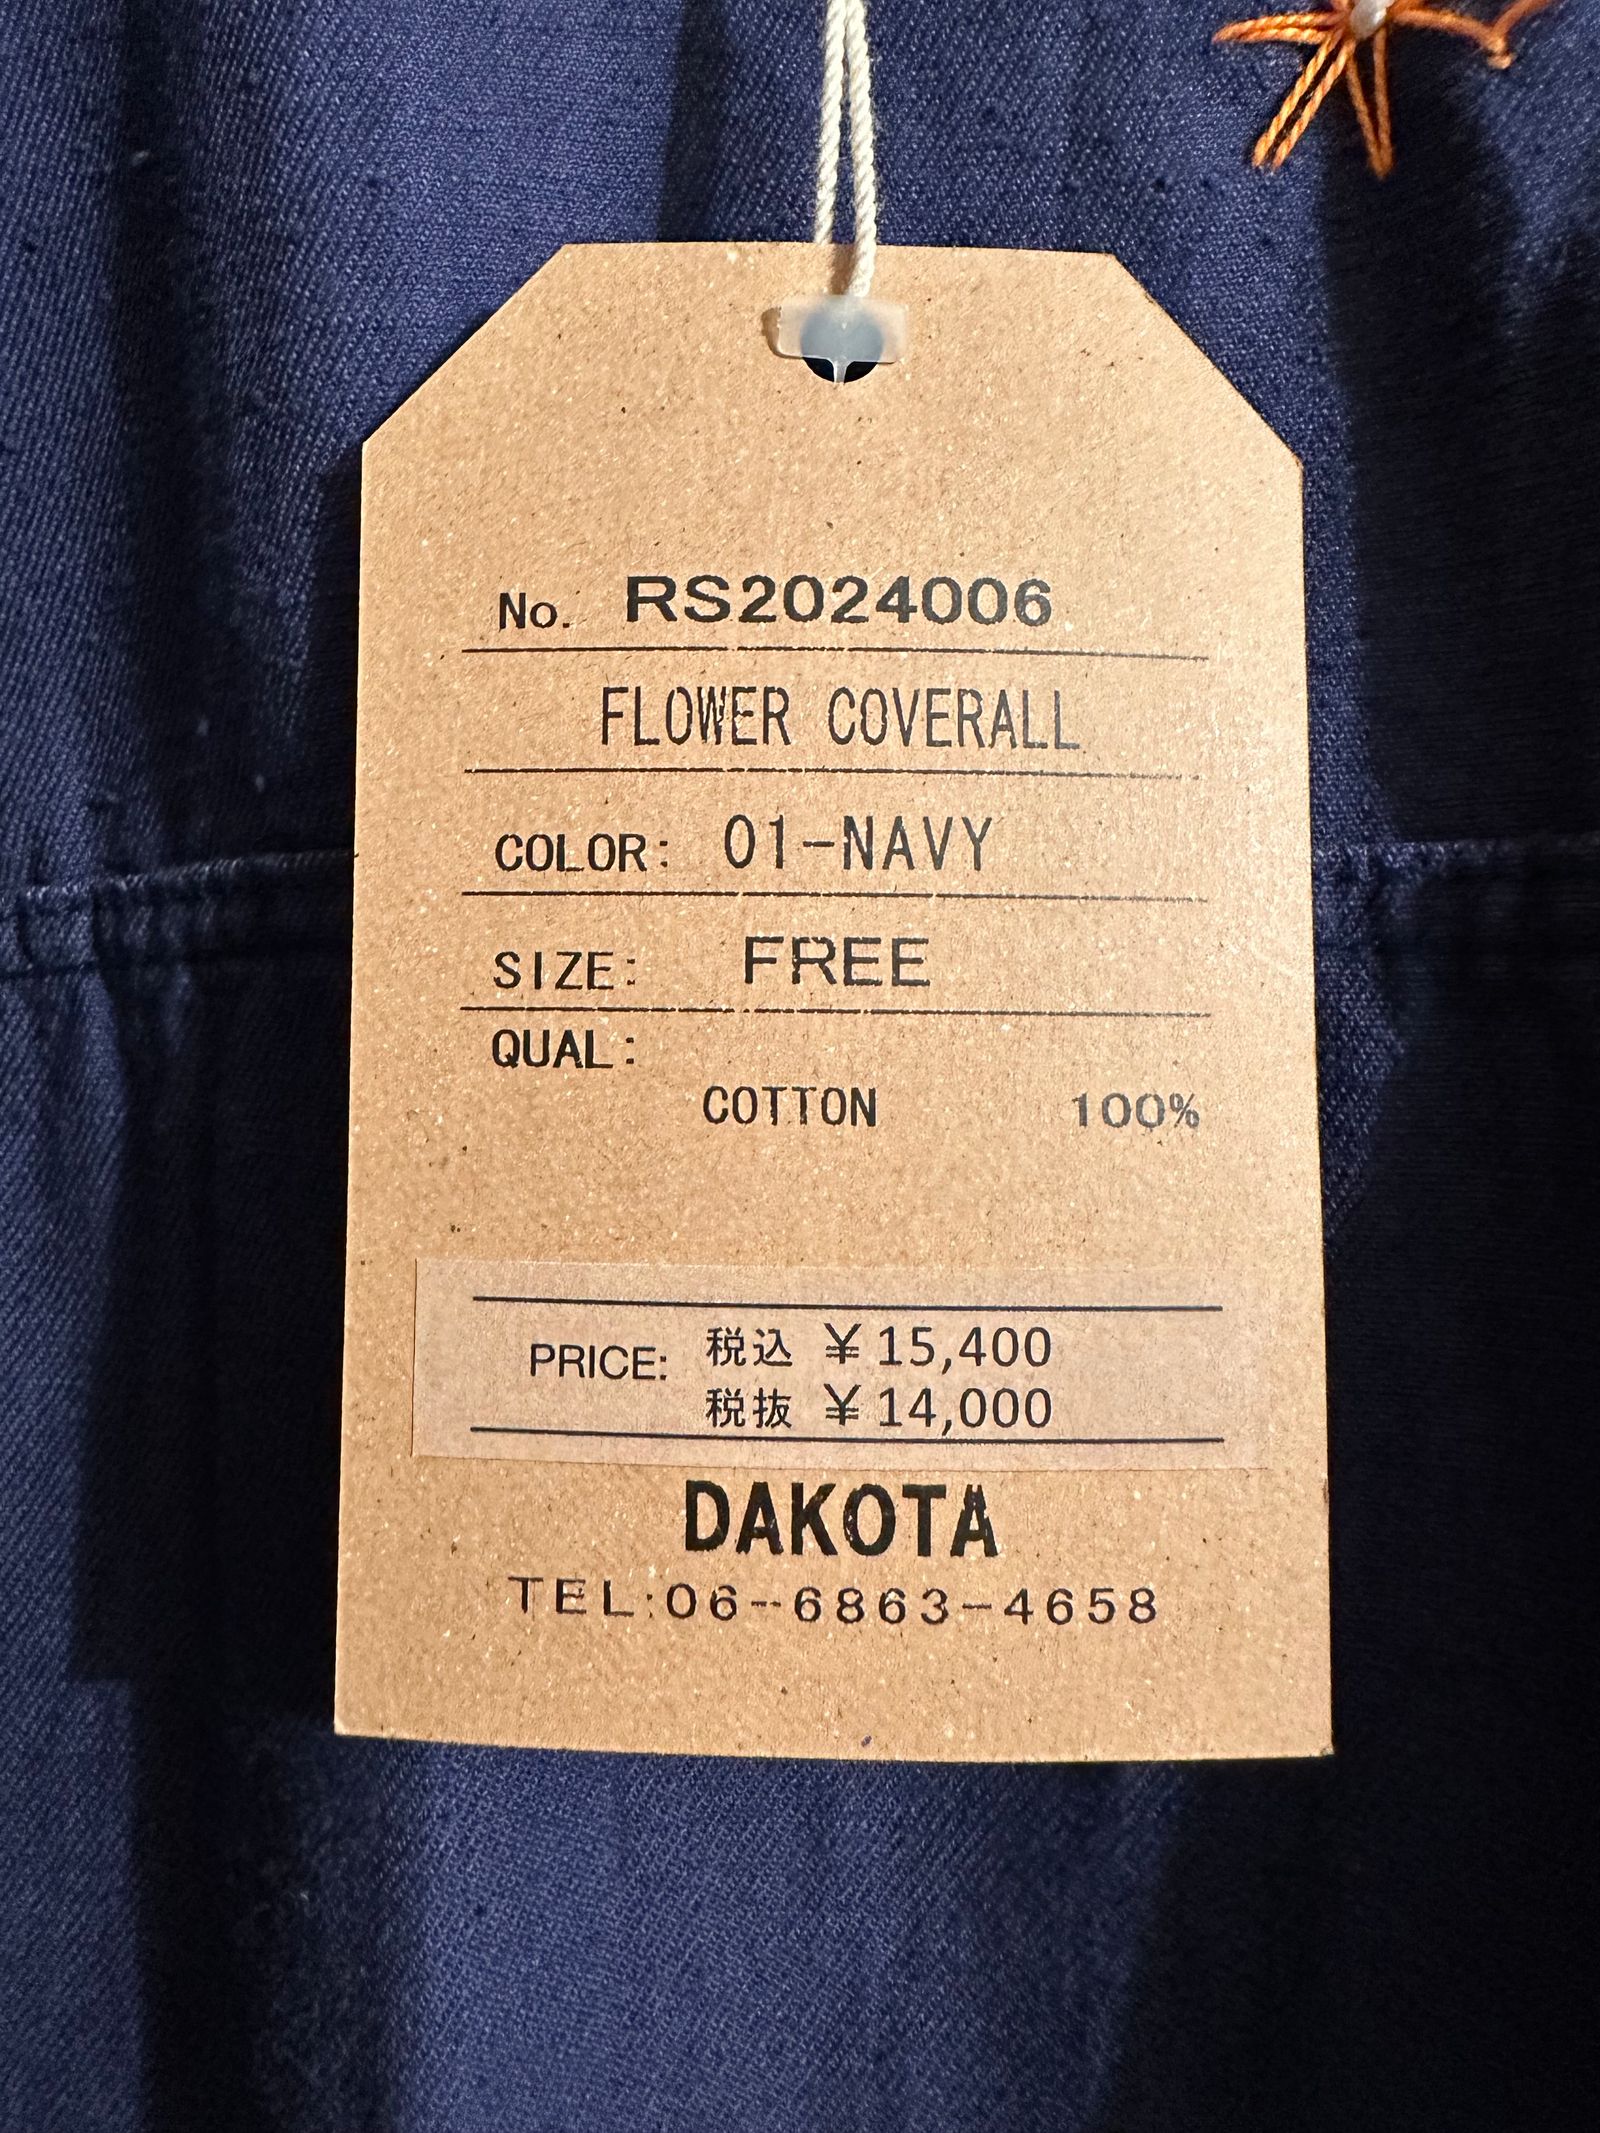 No. RS2024006
FLOWER COVERALL
COLOR: 01-NAVY
SIZE: FREE
QUAL:
COTTON 100%
PRICE: 税込 ¥15,400
税抜 ¥14,000
DAKOTA
TEL:06-6863-4658